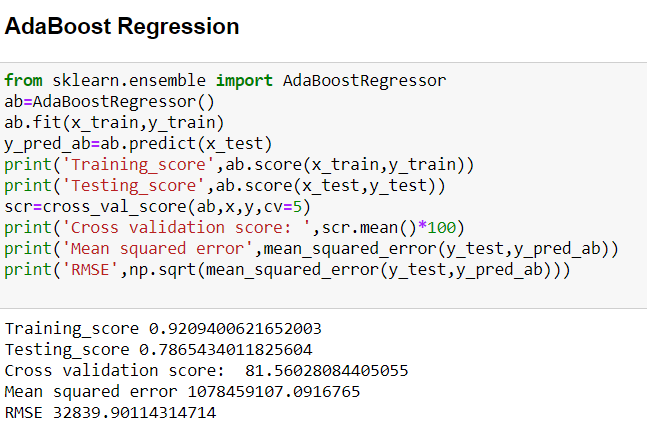 AdaBoost Regression
from sklearn.ensemble import AdaBoostRegressor
ab=AdaBoostRegressor()
ab.fit(x_train,y_train)
y_pred_ab=ab.predict(x_test)
print('Training_score',ab.score(x_train,y_train))
print('Testing_score',ab.score(x_test,y_test))
scr=cross_val_score(ab,x,y,cv=5)
print('Cross validation score: ',scr.mean()*100)
print('Mean squared error',mean_squared_error(y_test,y_pred_ab))
print('RMSE',np.sqrt(mean_squared_error(y_test,y_pred_ab)))
Training_score 0.9209400621652003
Testing_score 0.7865434011825604
Cross validation score:  81.56028084405055
Mean squared error 1078459107.0916765
RMSE 32839.90114314714